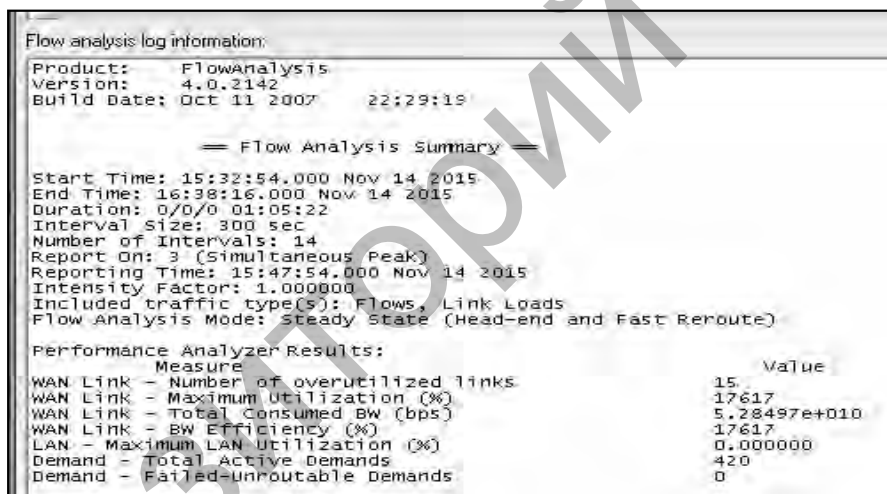 Flow analysis log information:
Product: FlowAnalysis
Version: 4.0.2142
Build Date: Oct 11 2007 22:29:19
== Flow Analysis Summary ==
Start Time: 15:32:54.000 Nov 14 2015
End Time: 16:38:16.000 Nov 14 2015
Duration: 0/0/0 01:05:22
Interval Size: 300 sec
Number of Intervals: 14
Report On: 3 (Simultaneous Peak)
Reporting Time: 15:47:54.000 Nov 14 2015
Intensity Factor: 1.000000
Included traffic type(s): Flows, Link Loads
Flow Analysis Mode: Steady State (Head-end and Fast Reroute)
Performance Analyzer Results:
Measure Value
WAN Link - Number of overutilized links 15
WAN Link - Maximum Utilization (%) 17617
WAN Link - Total Consumed BW (bps) 5.28497e+010
WAN Link - BW Efficiency (%) 17617
LAN - Maximum LAN Utilization (%) 0.000000
Demand - Total Active Demands 420
Demand - Failed-Unroutable Demands 0
зиторий